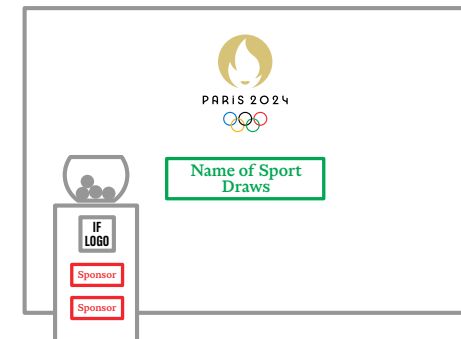 PARIS 2024
Name of Sport
Draws
IF
LOGO
Sponsor
Sponsor